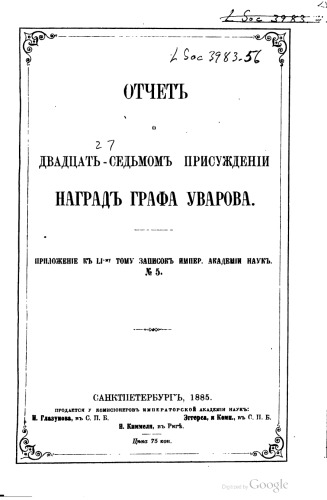 L Soc 3983
L Soc 3983.56
ОТЧЕТЪ
О
27
ДВАДЦАТЬ-СЕДЬМОМЪ ПРИСУЖДЕНІИ
НАГРАДЪ ГРАФА УВАРОВА.
ПРИЛОЖЕНІЕ КЪ LI-му ТОМУ ЗАПИСОКЪ ИМПЕР. АКАДЕМІИ НАУКЪ.
№ 5.
САНКТПЕТЕРБУРГЪ, 1885.
ПРОДАЕТСЯ У КОМИСІОНЕРОВЪ ИМПЕРАТОРСКОЙ АКАДЕМІИ НАУКЪ:
И. Глазунова, въ С. П. Б. Эггерса, и Комп., въ С. П. Б.
Н. Киммеля, въ Ригѣ.
Цѣна 75 коп.
Digitized by Google